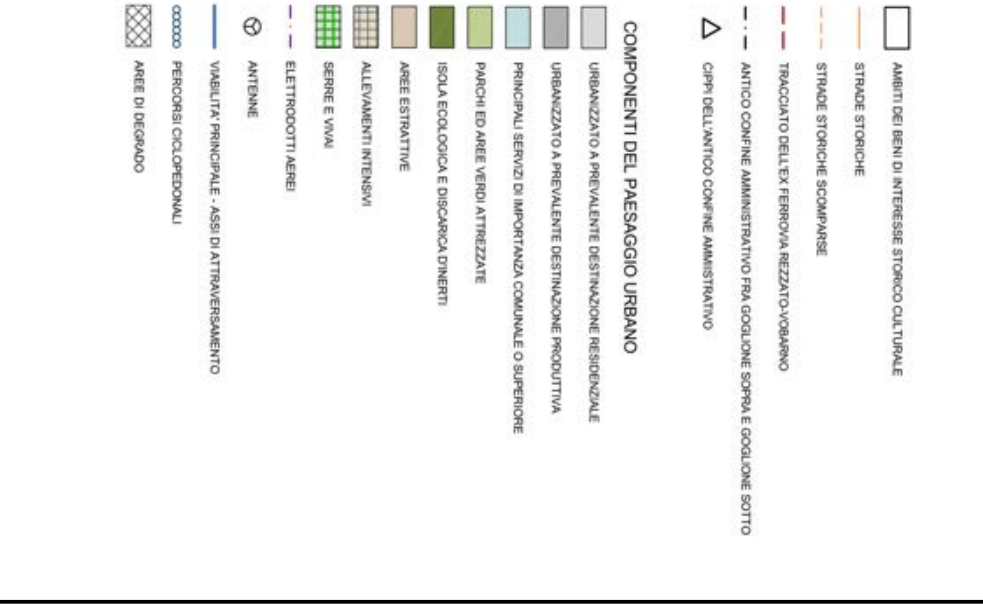 AMBITI DEI BENI DI INTERESSE STORICO CULTURALE
STRADE STORICHE
STRADE STORICHE SCOMPARSE
TRACCIATO DELL'EX FERROVIA REZZATO-VOBARNO
ANTICO CONFINE AMMINISTRATIVO FRA GOGLIONE SOPRA E GOGLIONE SOTTO
CIPPI DELL'ANTICO CONFINE AMMISTRATIVO
COMPONENTI DEL PAESAGGIO URBANO
URBANIZZATO A PREVALENTE DESTINAZIONE RESIDENZIALE
URBANIZZATO A PREVALENTE DESTINAZIONE PRODUTTIVA
PRINCIPALI SERVIZI DI IMPORTANZA COMUNALE O SUPERIORE
PARCHI ED AREE VERDI ATTREZZATE
ISOLA ECOLOGICA E DISCARICA D'INERTI
AREE ESTRATTIVE
ALLEVAMENTI INTENSIVI
SERRE E VIVAI
ELETTRODOTTI AEREI
ANTENNE
VIABILITA' PRINCIPALE - ASSI DI ATTRAVERSAMENTO
PERCORSI CICLOPEDONALI
AREE DI DEGRADO